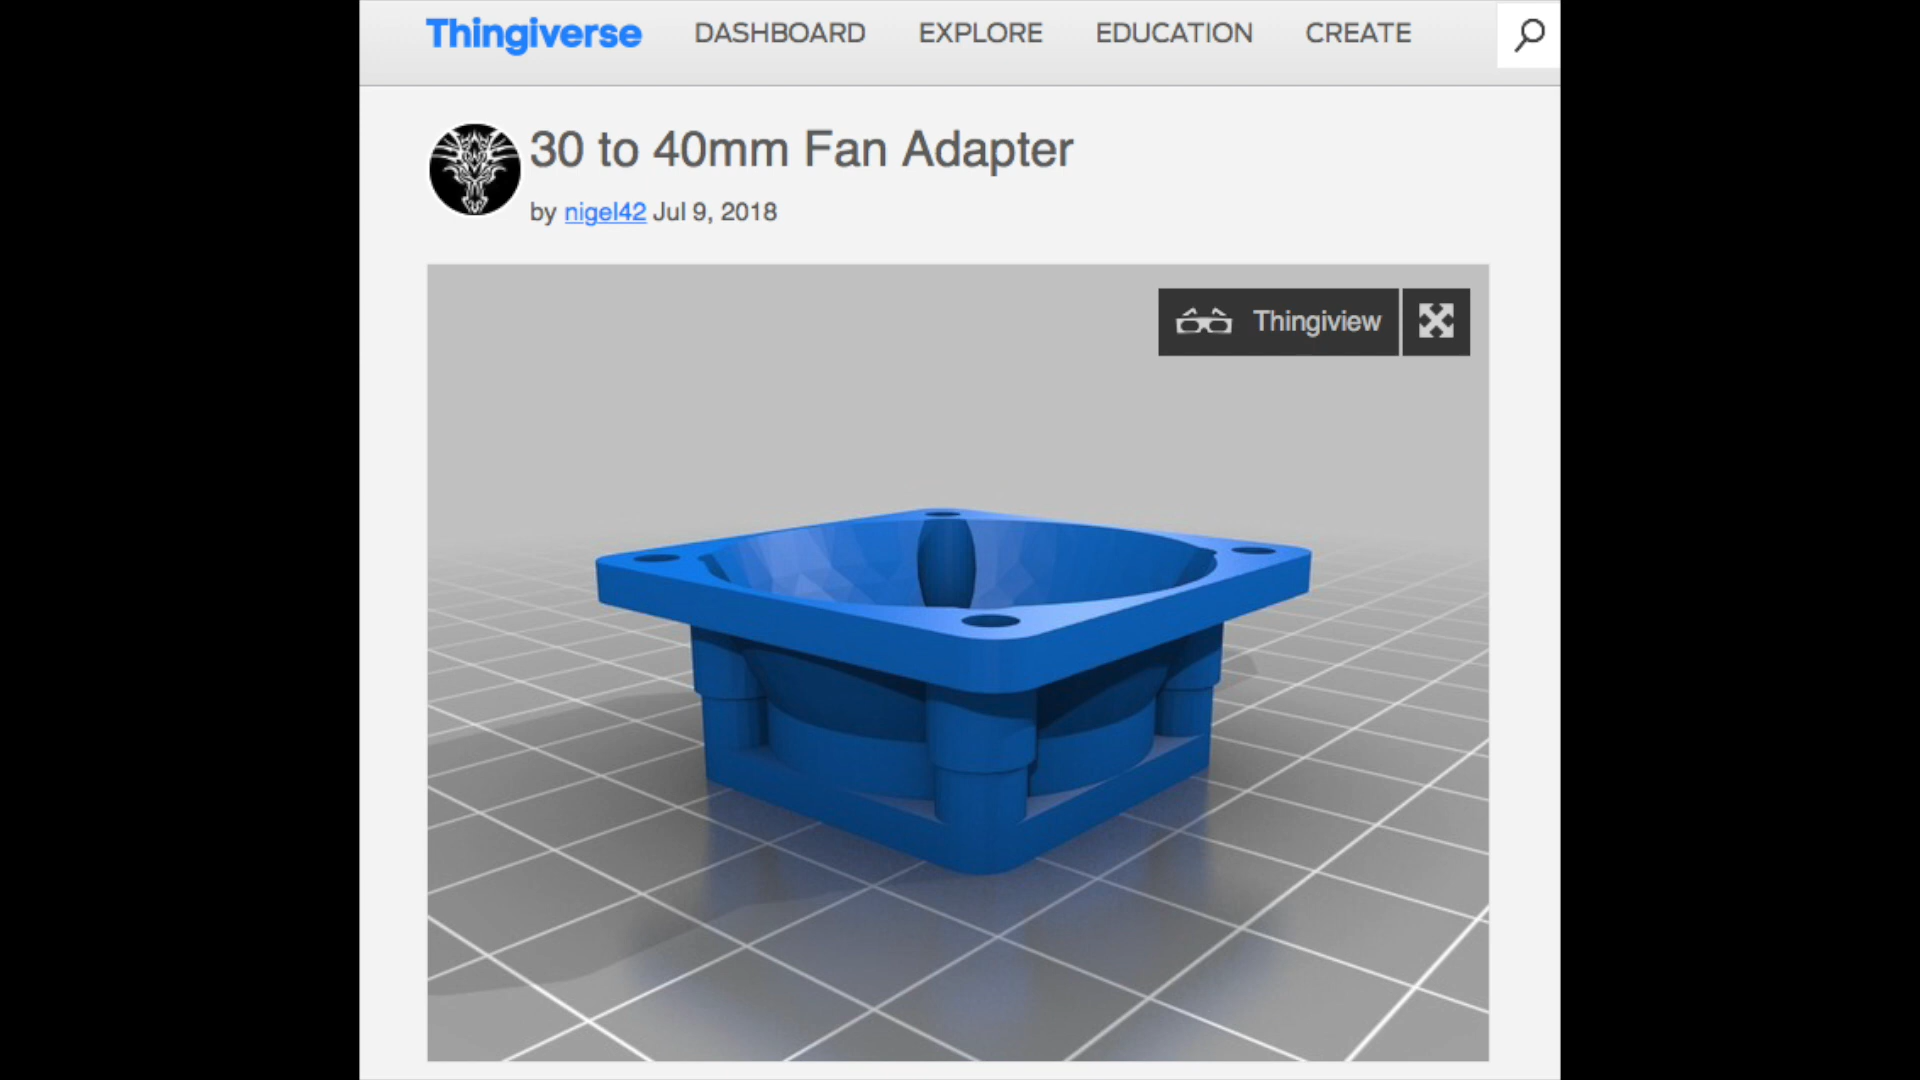 Thingiverse DASHBOARD EXPLORE EDUCATION CREATE
30 to 40mm Fan Adapter
by nigel42 Jul 9, 2018
Thingiview